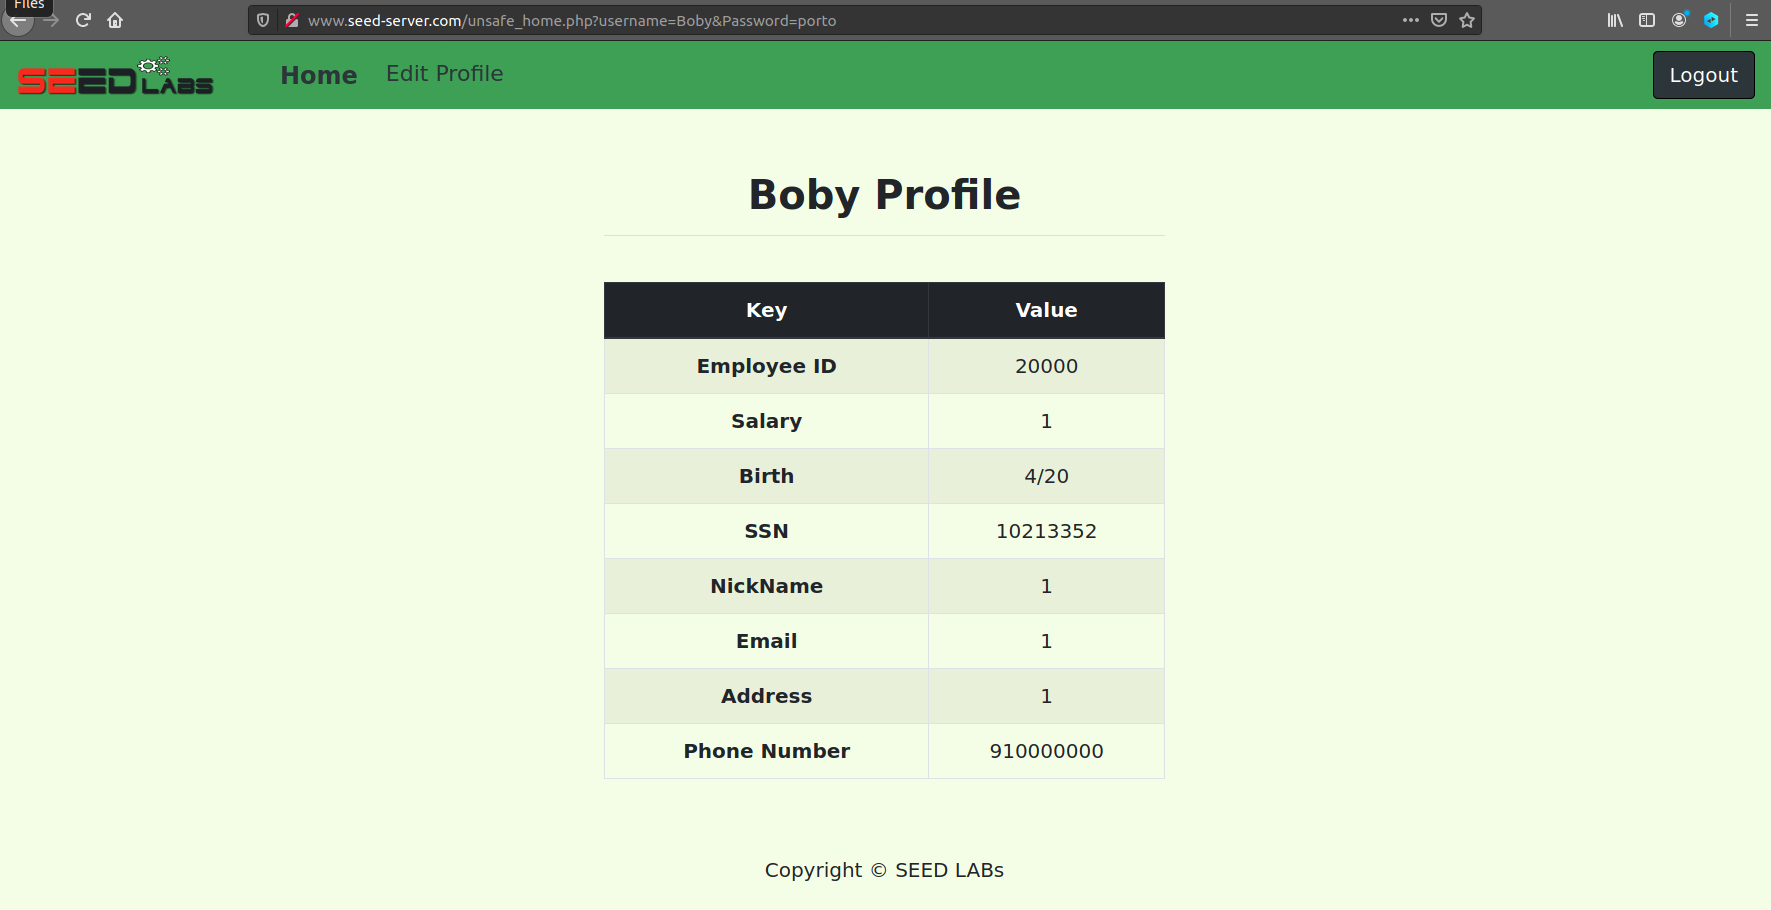 Files
www.seed-server.com/unsafe_home.php?username=Boby&Password=porto
SEED LABS Home Edit Profile Logout
Boby Profile
Key Value
Employee ID 20000
Salary 1
Birth 4/20
SSN 10213352
NickName 1
Email 1
Address 1
Phone Number 910000000
Copyright © SEED LABs